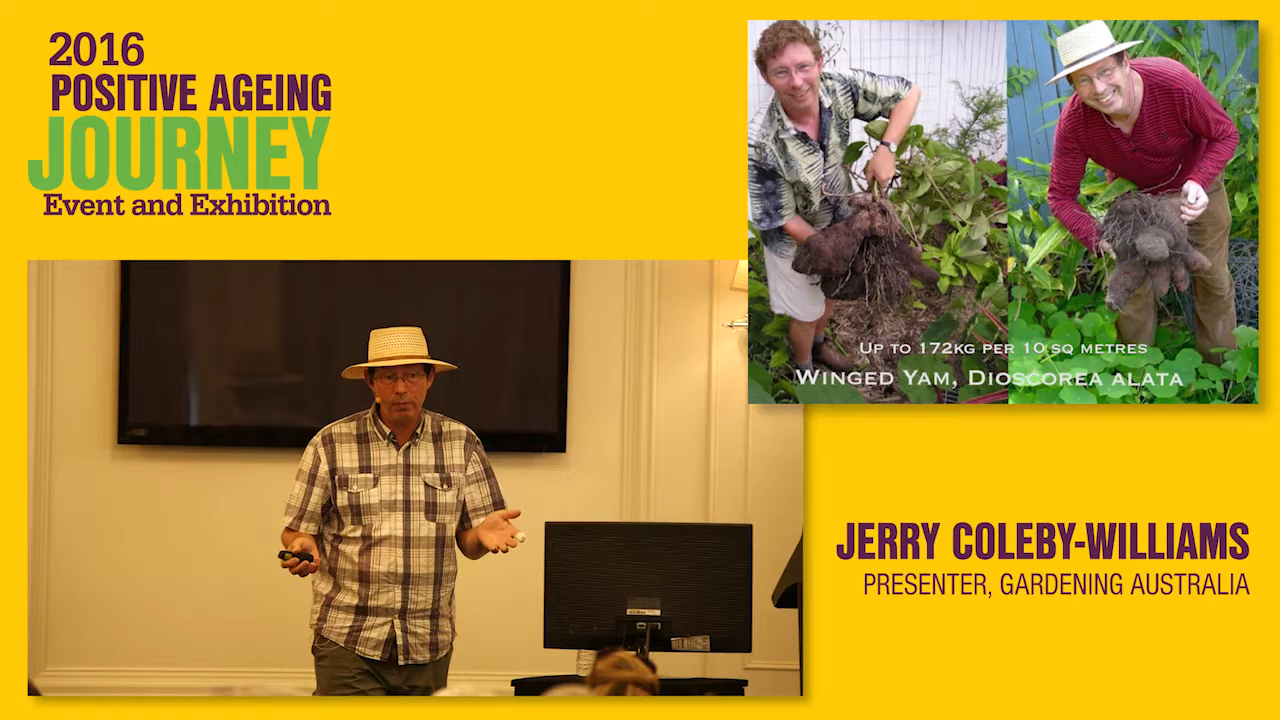 2016
POSITIVE AGEING
JOURNEY
Event and Exhibition
UP TO 172KG PER 10 SQ METRES
WINGED YAM, DIOSCOREA ALATA
JERRY COLEBY-WILLIAMS
PRESENTER, GARDENING AUSTRALIA